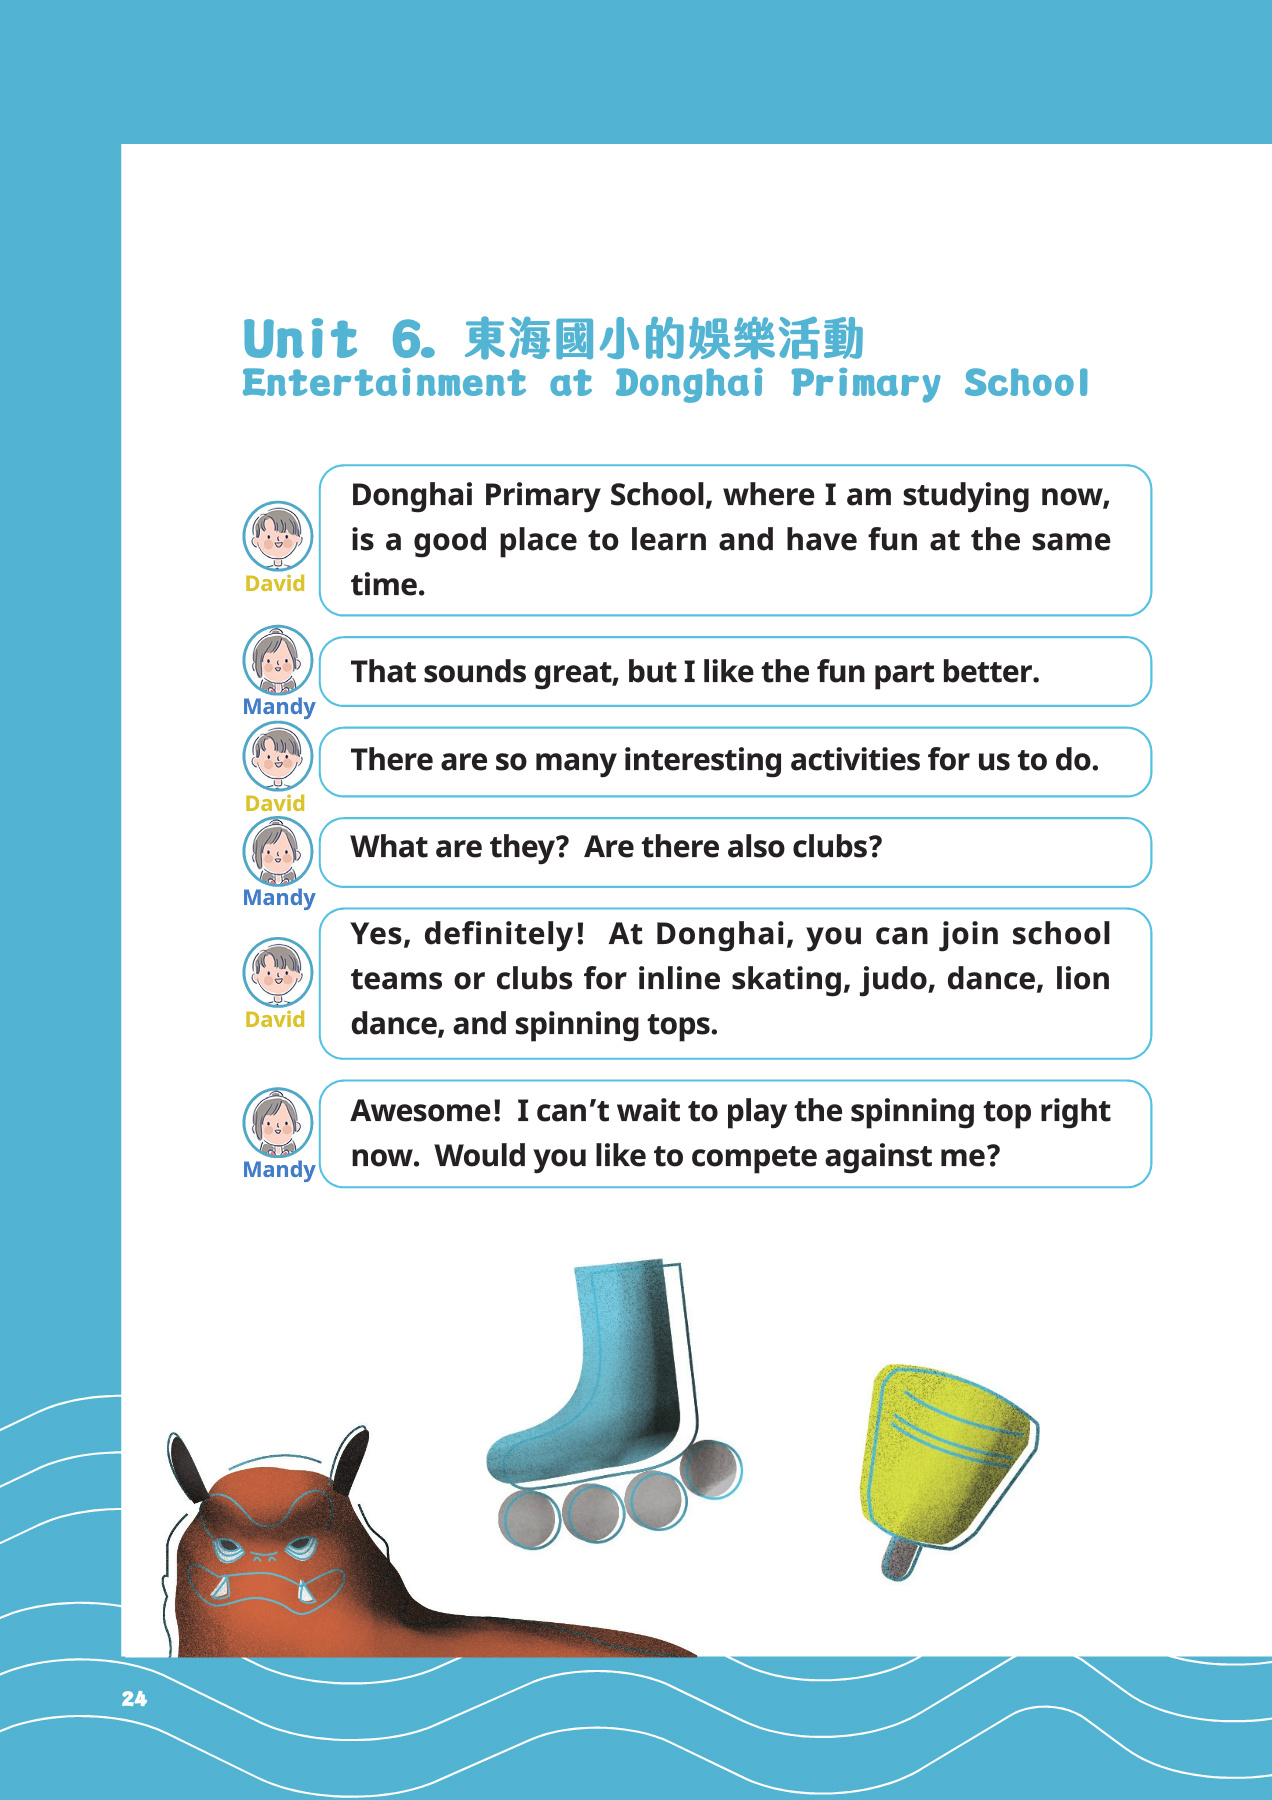 Unit 6. 東海國小的娛樂活動
Entertainment at Donghai Primary School
Donghai Primary School, where I am studying now,
is a good place to learn and have fun at the same
time.
David
That sounds great, but I like the fun part better.
Mandy
There are so many interesting activities for us to do.
David
What are they?  Are there also clubs?
Mandy
Yes, definitely!  At Donghai, you can join school
teams or clubs for inline skating, judo, dance, lion
dance, and spinning tops.
David
Awesome!  I can’t wait to play the spinning top right
now.  Would you like to compete against me?
Mandy
24